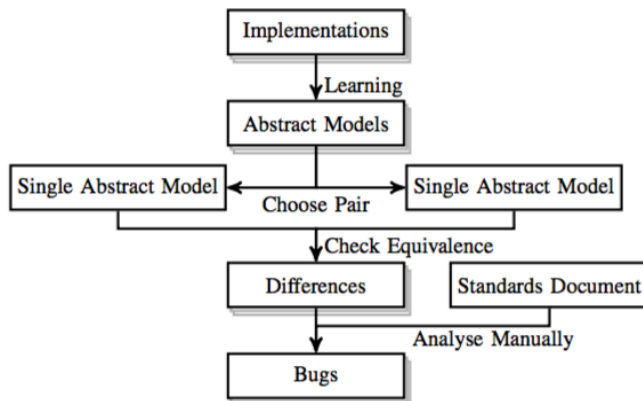 Implementations
Learning
Abstract Models
Single Abstract Model
Single Abstract Model
Choose Pair
Check Equivalence
Differences
Standards Document
Analyse Manually
Bugs